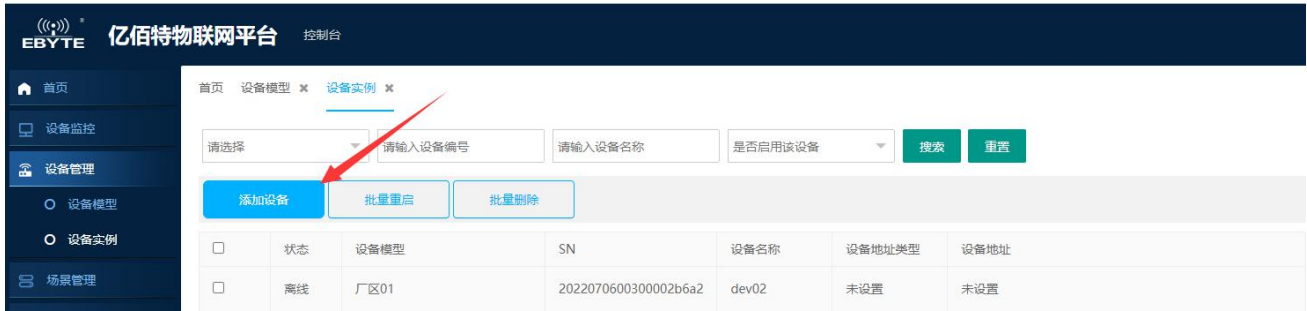 EBYTE ® 亿佰特物联网平台 控制台
首页
设备监控
设备管理
设备模型
设备实例
场景管理
首页 设备模型 × 设备实例 ×
请选择 请输入设备编号 请输入设备名称 是否启用该设备 搜索 重置
添加设备 批量重启 批量删除
状态 设备模型 SN 设备名称 设备地址类型 设备地址
离线 厂区01 2022070600300002b6a2 dev02 未设置 未设置